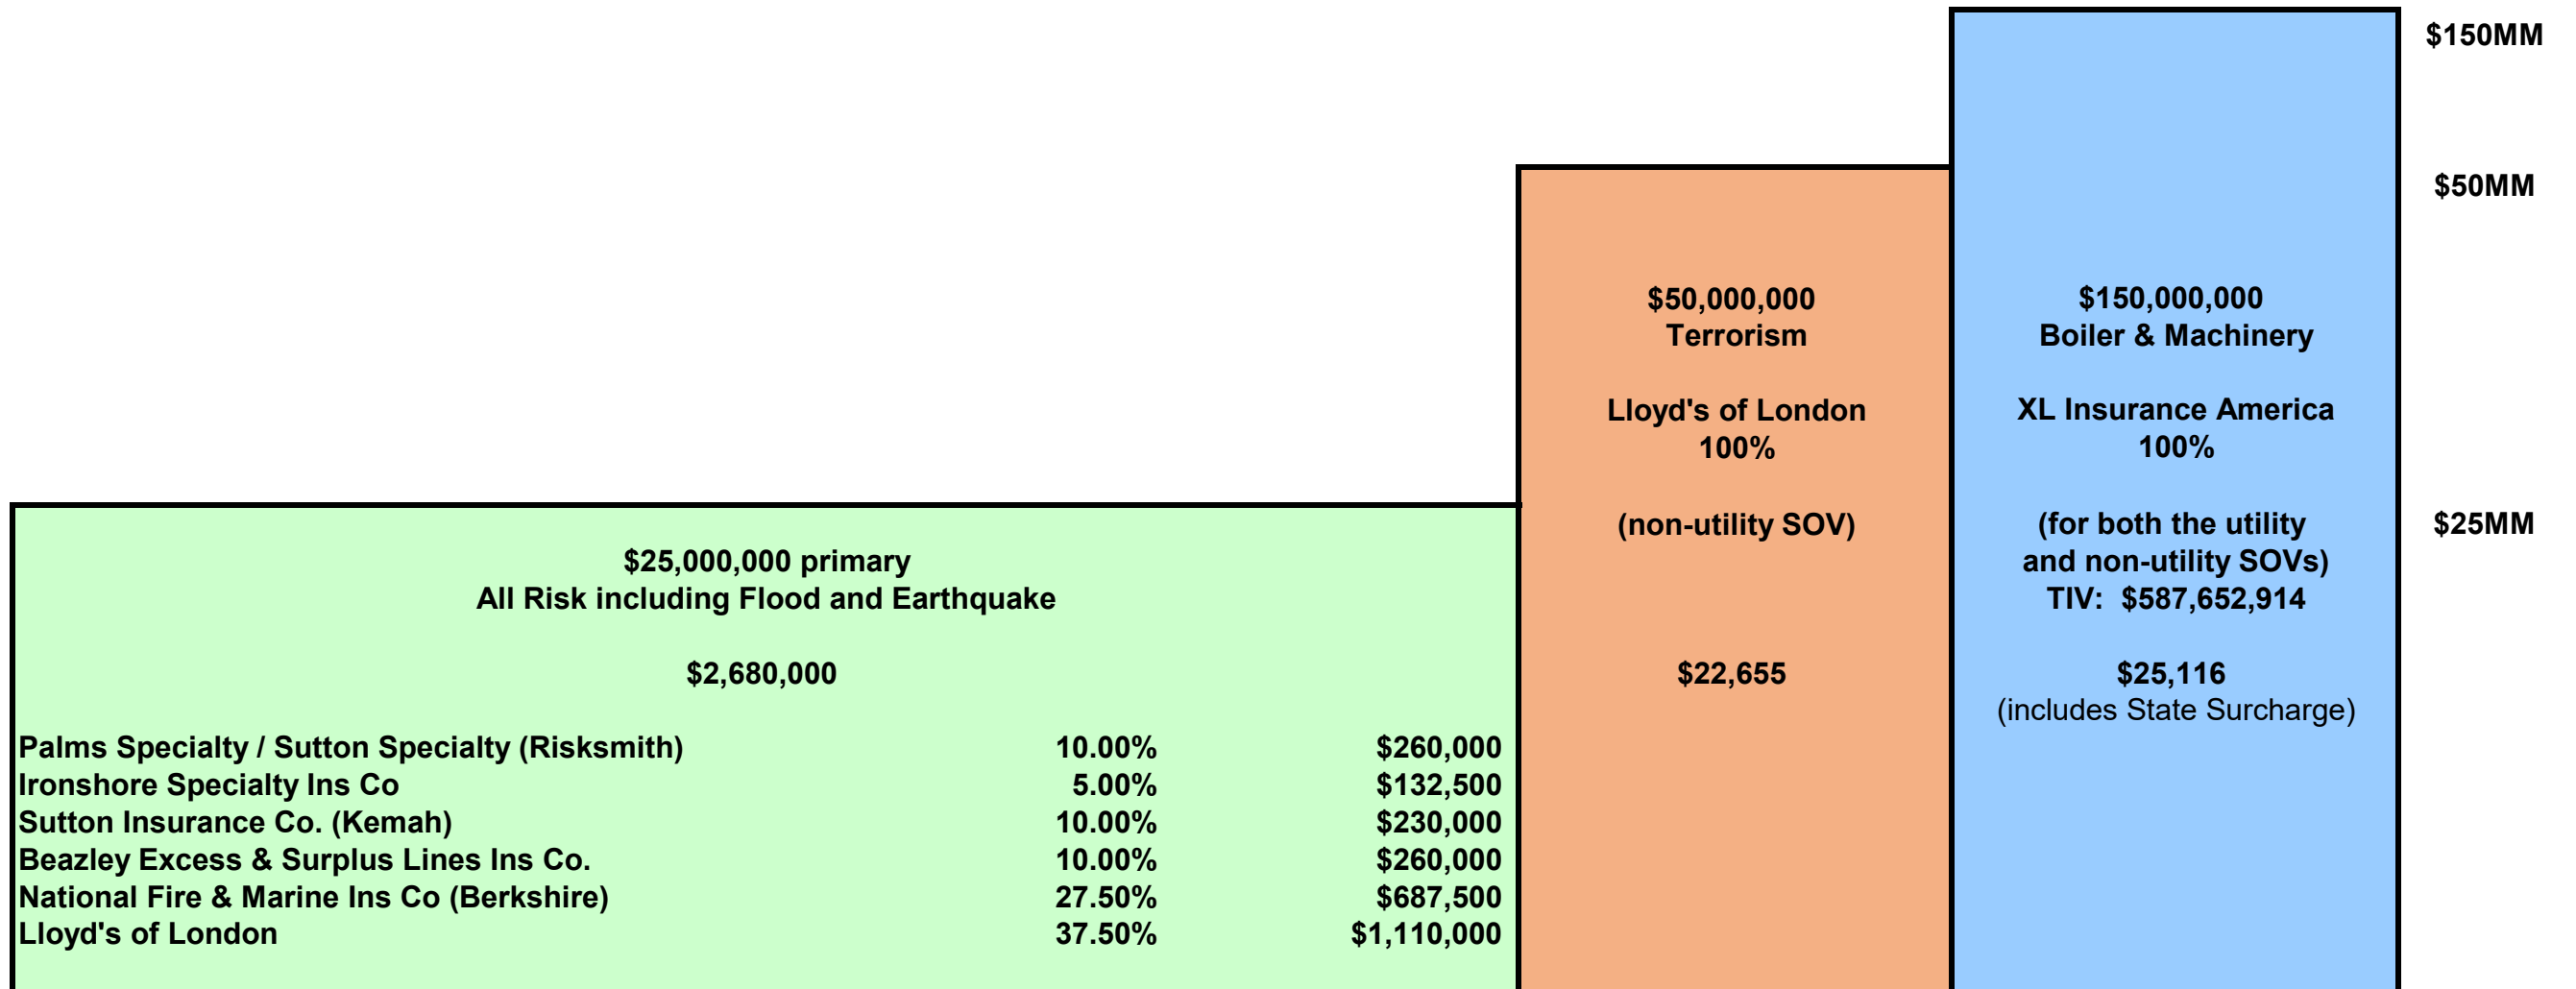 $150MM
$50MM
$25MM
$25,000,000 primary
All Risk including Flood and Earthquake
$2,680,000
Palms Specialty / Sutton Specialty (Risksmith) 10.00% $260,000
Ironshore Specialty Ins Co 5.00% $132,500
Sutton Insurance Co. (Kemah) 10.00% $230,000
Beazley Excess & Surplus Lines Ins Co. 10.00% $260,000
National Fire & Marine Ins Co (Berkshire) 27.50% $687,500
Lloyd's of London 37.50% $1,110,000
$50,000,000
Terrorism
Lloyd's of London
100%
(non-utility SOV)
$22,655
$150,000,000
Boiler & Machinery
XL Insurance America
100%
(for both the utility
and non-utility SOVs)
TIV: $587,652,914
$25,116
(includes State Surcharge)